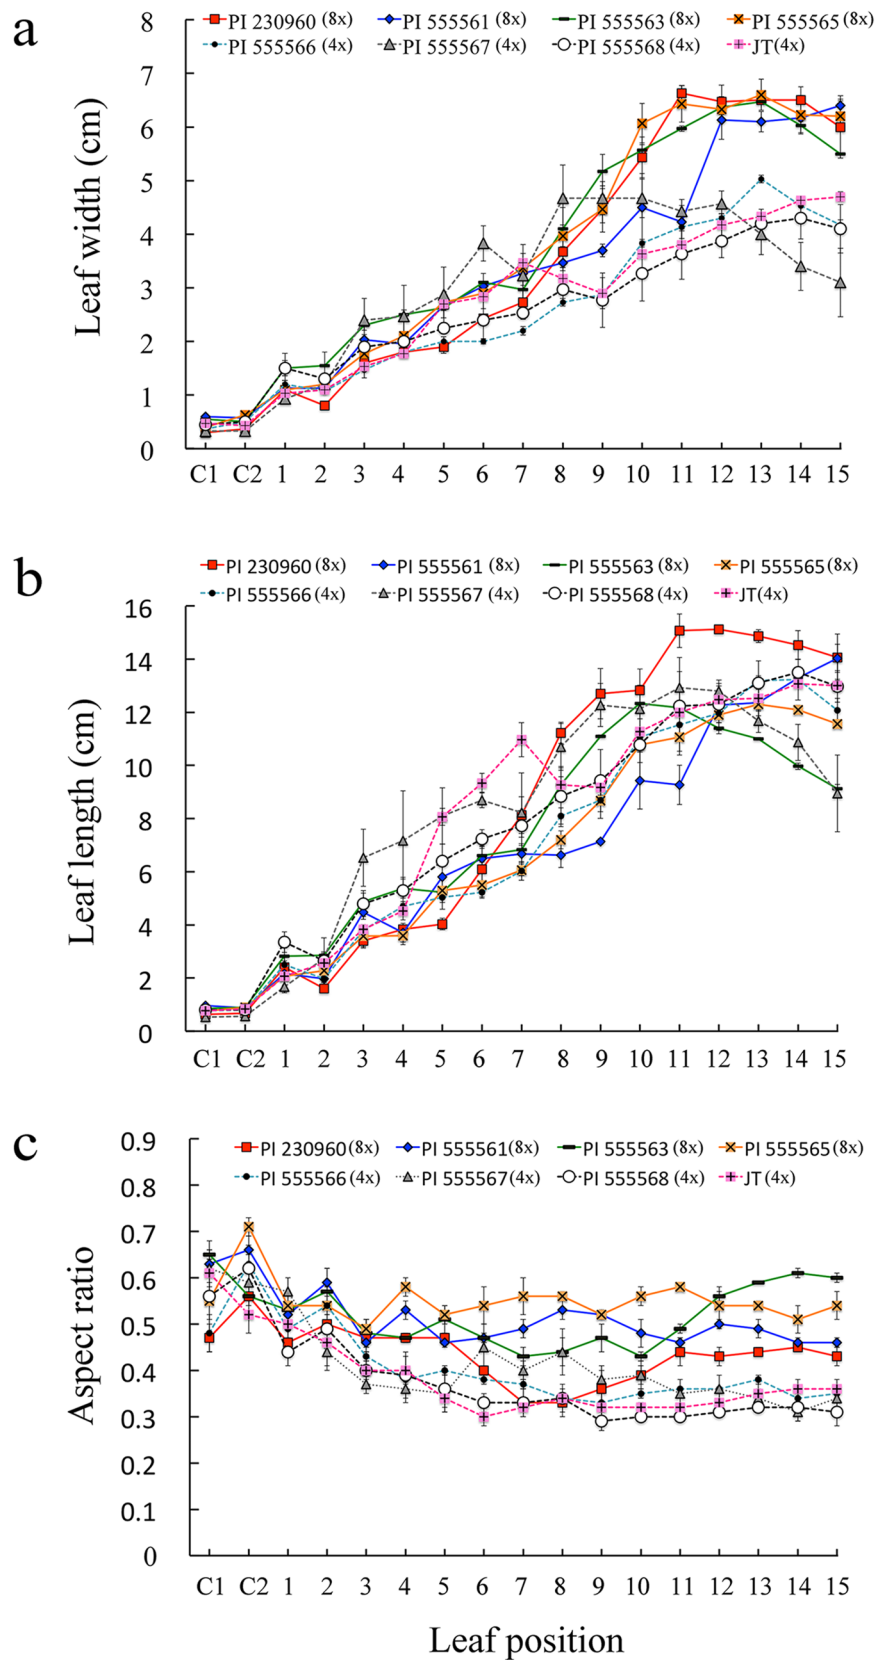 a
PI 230960 (8x) PI 555561 (8x) PI 555563 (8x) PI 555565 (8x)
PI 555566 (4x) PI 555567 (4x) PI 555568 (4x) JT(4x)
Leaf width (cm)
8
7
6
5
4
3
2
1
0
C1 C2 1 2 3 4 5 6 7 8 9 10 11 12 13 14 15
b
PI 230960 (8x) PI 555561 (8x) PI 555563 (8x) PI 555565 (8x)
PI 555566 (4x) PI 555567 (4x) PI 555568 (4x) JT(4x)
Leaf length (cm)
16
14
12
10
8
6
4
2
0
C1 C2 1 2 3 4 5 6 7 8 9 10 11 12 13 14 15
c
PI 230960 (8x) PI 555561(8x) PI 555563 (8x) PI 555565 (8x)
PI 555566 (4x) PI 555567(4x) PI 555568 (4x) JT (4x)
Aspect ratio
0.9
0.8
0.7
0.6
0.5
0.4
0.3
0.2
0.1
0
C1 C2 1 2 3 4 5 6 7 8 9 10 11 12 13 14 15
Leaf position